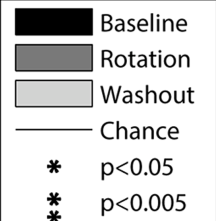 Baseline
Rotation
Washout
Chance
* p<0.05
** p<0.005